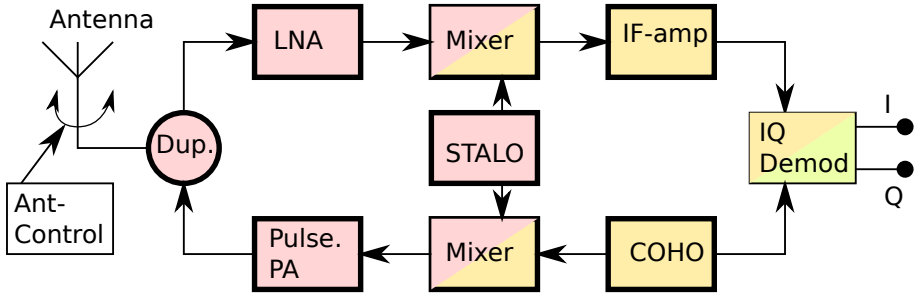 Antenna
LNA
Mixer
IF-amp
I
Dup.
STALO
IQ
Demod
Q
Ant-
Control
Pulse.
PA
Mixer
COHO